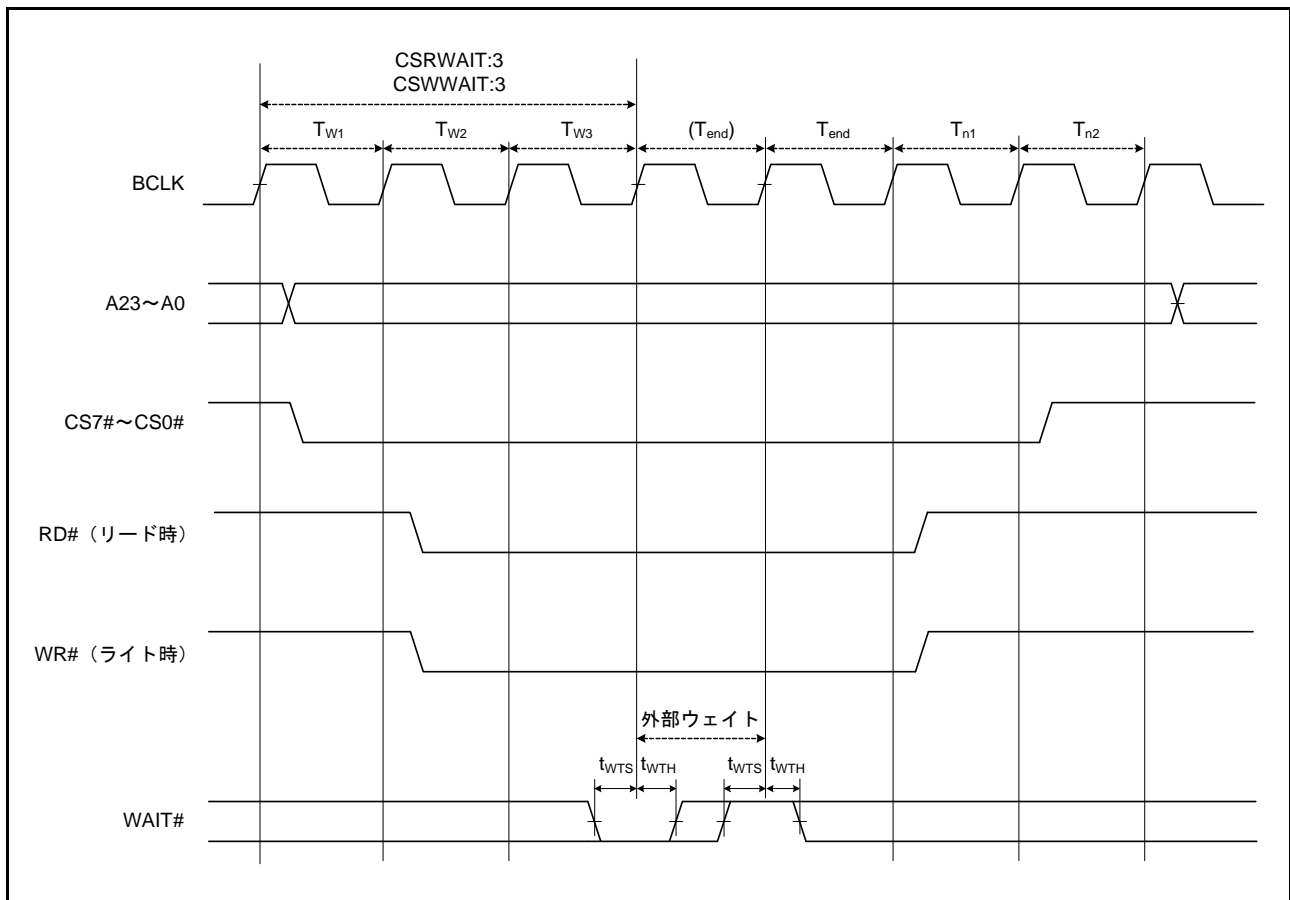 CSRWAIT:3
CSWWAIT:3
TW1 TW2 TW3 (Tend) Tend Tn1 Tn2
BCLK
A23～A0
CS7#～CS0#
RD#（リード時）
WR#（ライト時）
外部ウェイト
tWTS tWTH tWTS tWTH
WAIT#